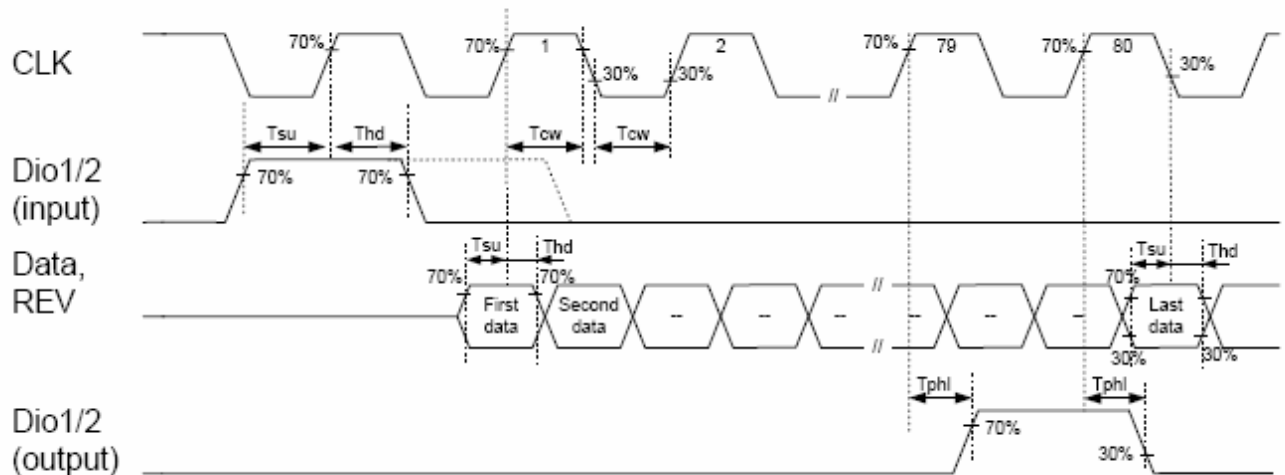 CLK
70%
70%
1
30%
30%
2
//
70%
79
70%
80
30%
Tsu
Thd
Tcw
Tcw
Dio1/2
(input)
70%
70%
Data,
REV
Tsu
Thd
70%
70%
First
data
Second
data
--
--
--
//
//
--
--
--
Tsu
Thd
70%
Last
data
30%
30%
Dio1/2
(output)
Tphl
70%
Tphl
30%